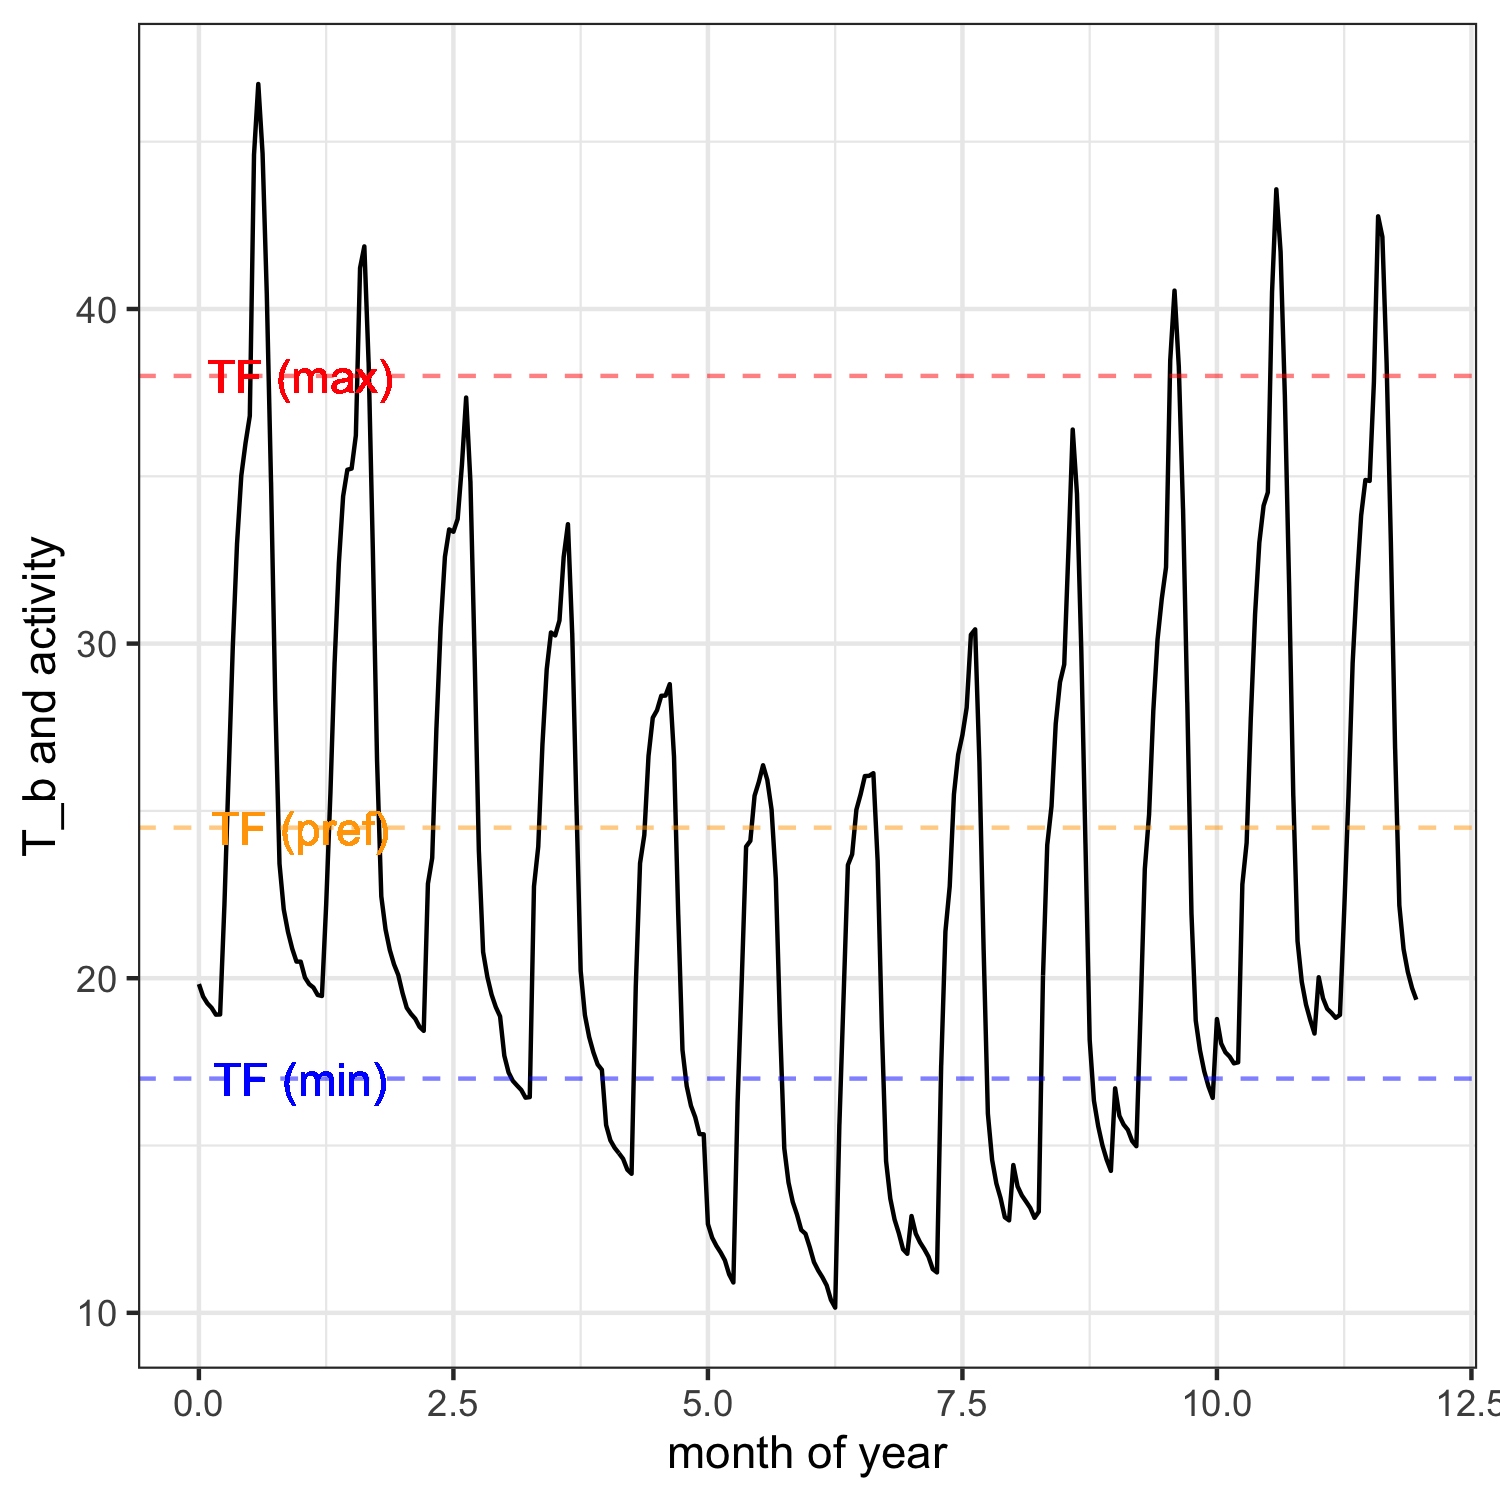 T_b and activity
40
30
20
10
TF (max)
TF (pref)
TF (min)
0.0 2.5 5.0 7.5 10.0 12.5
month of year